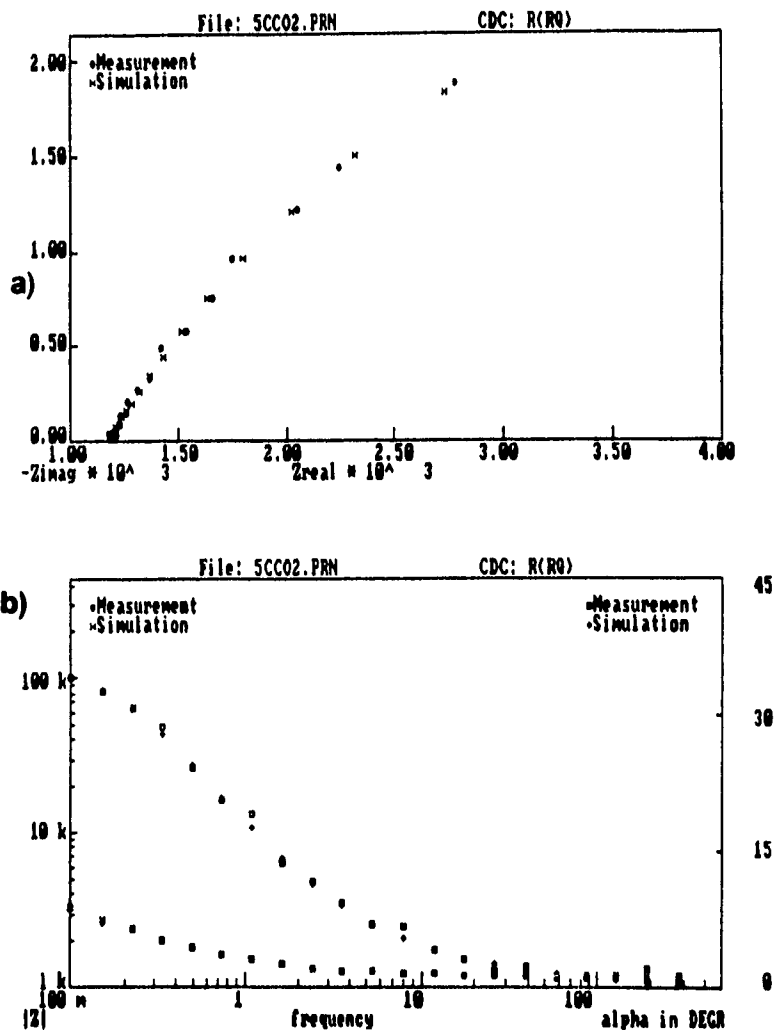 File: 5CCO2.PRN CDC: R(RQ)
2.00
Measurement
Simulation
1.50
1.00
a)
0.50
0.00
1.00 1.50 2.00 2.50 3.00 3.50 4.00
-Zimag * 10^ 3 Zreal * 10^ 3
File: 5CCO2.PRN CDC: R(RQ)
b)
45
Measurement Measurement
Simulation Simulation
100 k
30
10 k
15
1 k
0
100 m 1 10 100
|Z| frequency alpha in DEGR